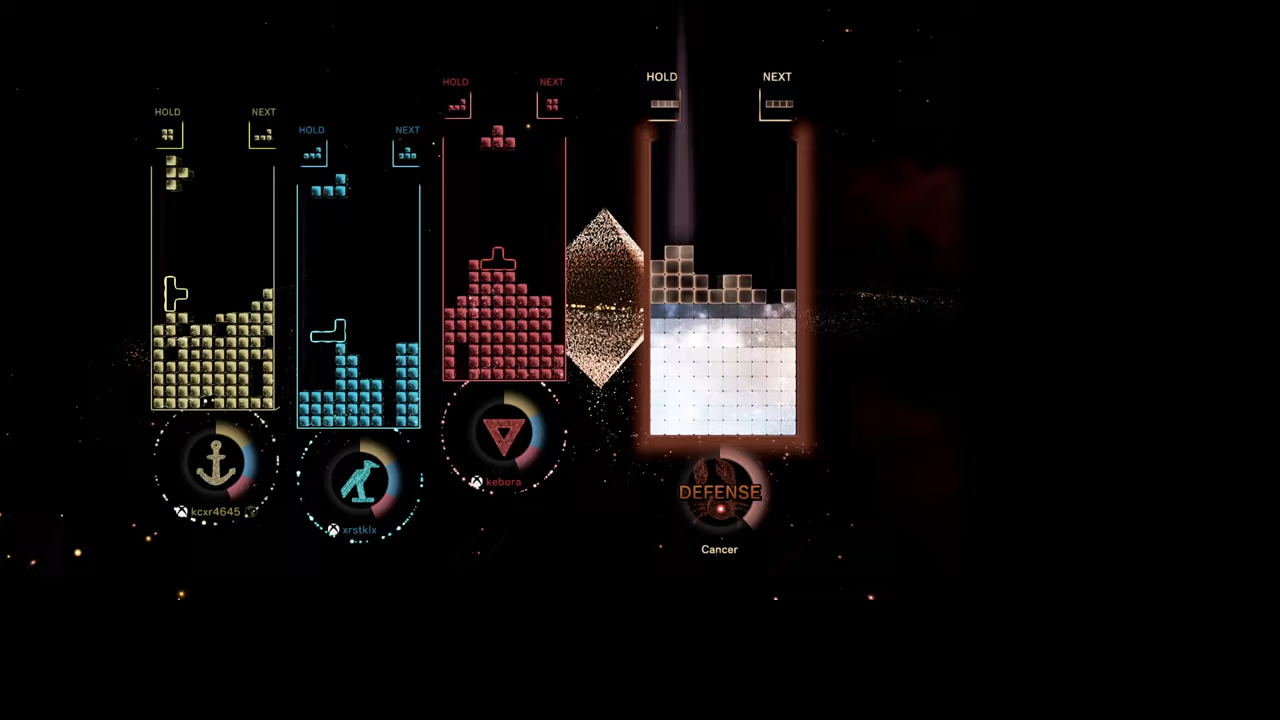 HOLD NEXT
HOLD NEXT
HOLD NEXT
HOLD NEXT
kcxr4645
xrstklx
kebora
DEFENSE
Cancer